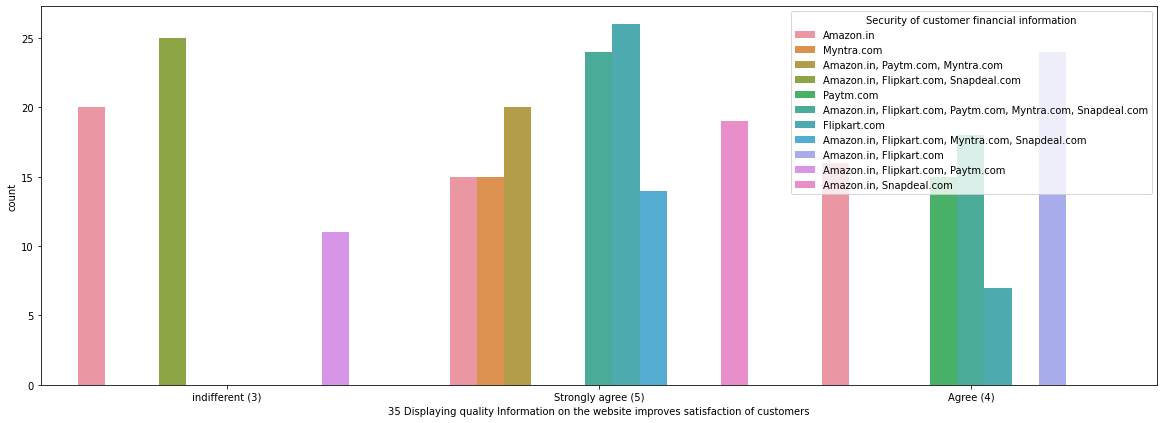 Security of customer financial information
Amazon.in
Myntra.com
Amazon.in, Paytm.com, Myntra.com
Amazon.in, Flipkart.com, Snapdeal.com
Paytm.com
Amazon.in, Flipkart.com, Paytm.com, Myntra.com, Snapdeal.com
Flipkart.com
Amazon.in, Flipkart.com, Myntra.com, Snapdeal.com
Amazon.in, Flipkart.com
Amazon.in, Flipkart.com, Paytm.com
Amazon.in, Snapdeal.com
25
20
15
10
5
0
count
indifferent (3)
Strongly agree (5)
Agree (4)
35 Displaying quality Information on the website improves satisfaction of customers